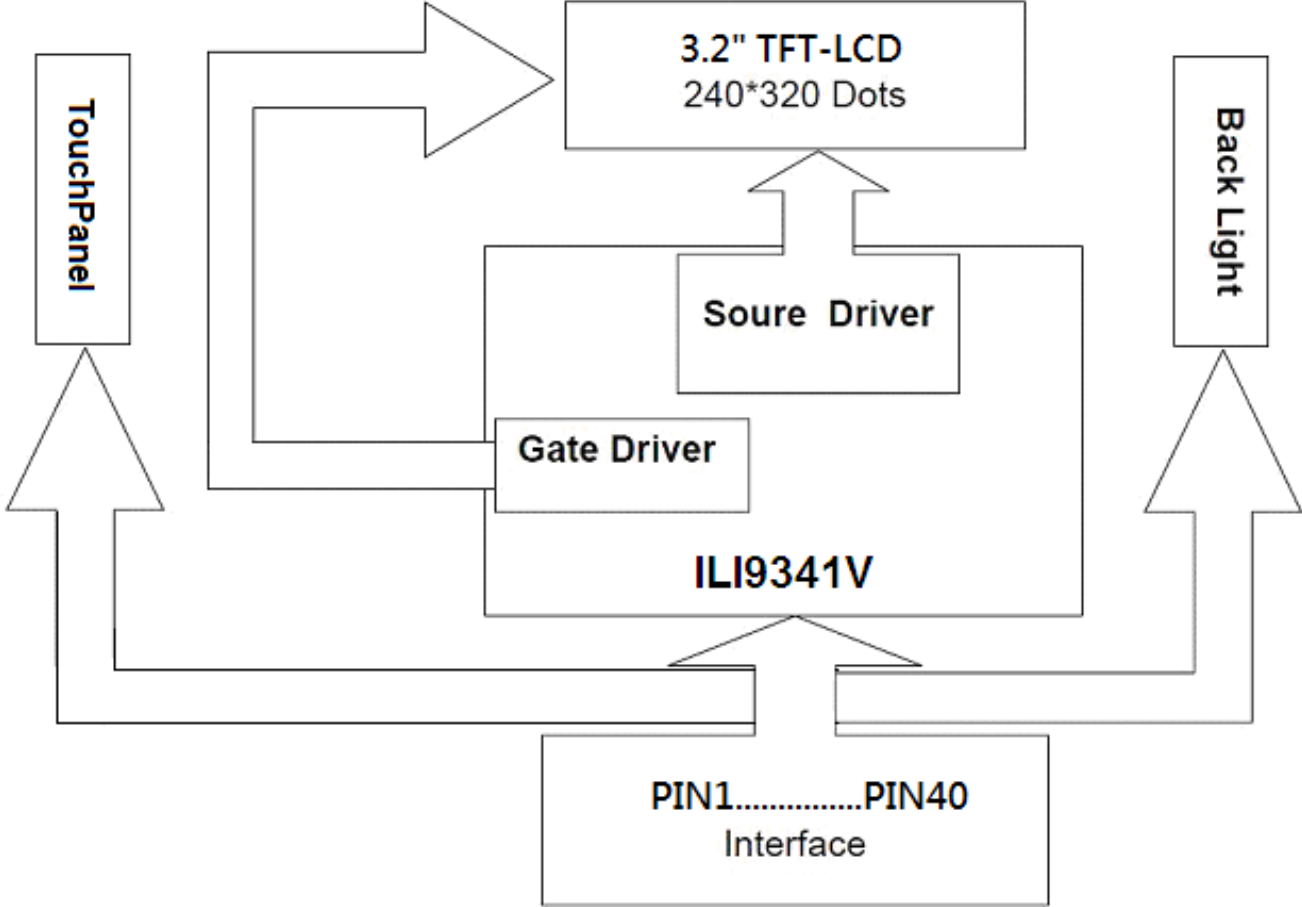 3.2" TFT-LCD
240*320 Dots
TouchPanel
Back Light
Soure Driver
Gate Driver
ILI9341V
PIN1...............PIN40
Interface